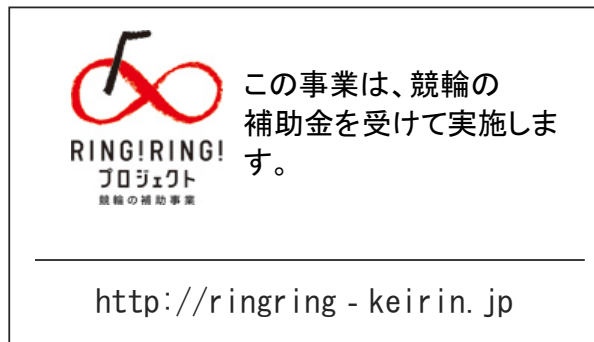 RING!RING!
プロジェクト
競輪の補助事業
この事業は、競輪の
補助金を受けて実施しま
す。
http://ringring-keirin.jp